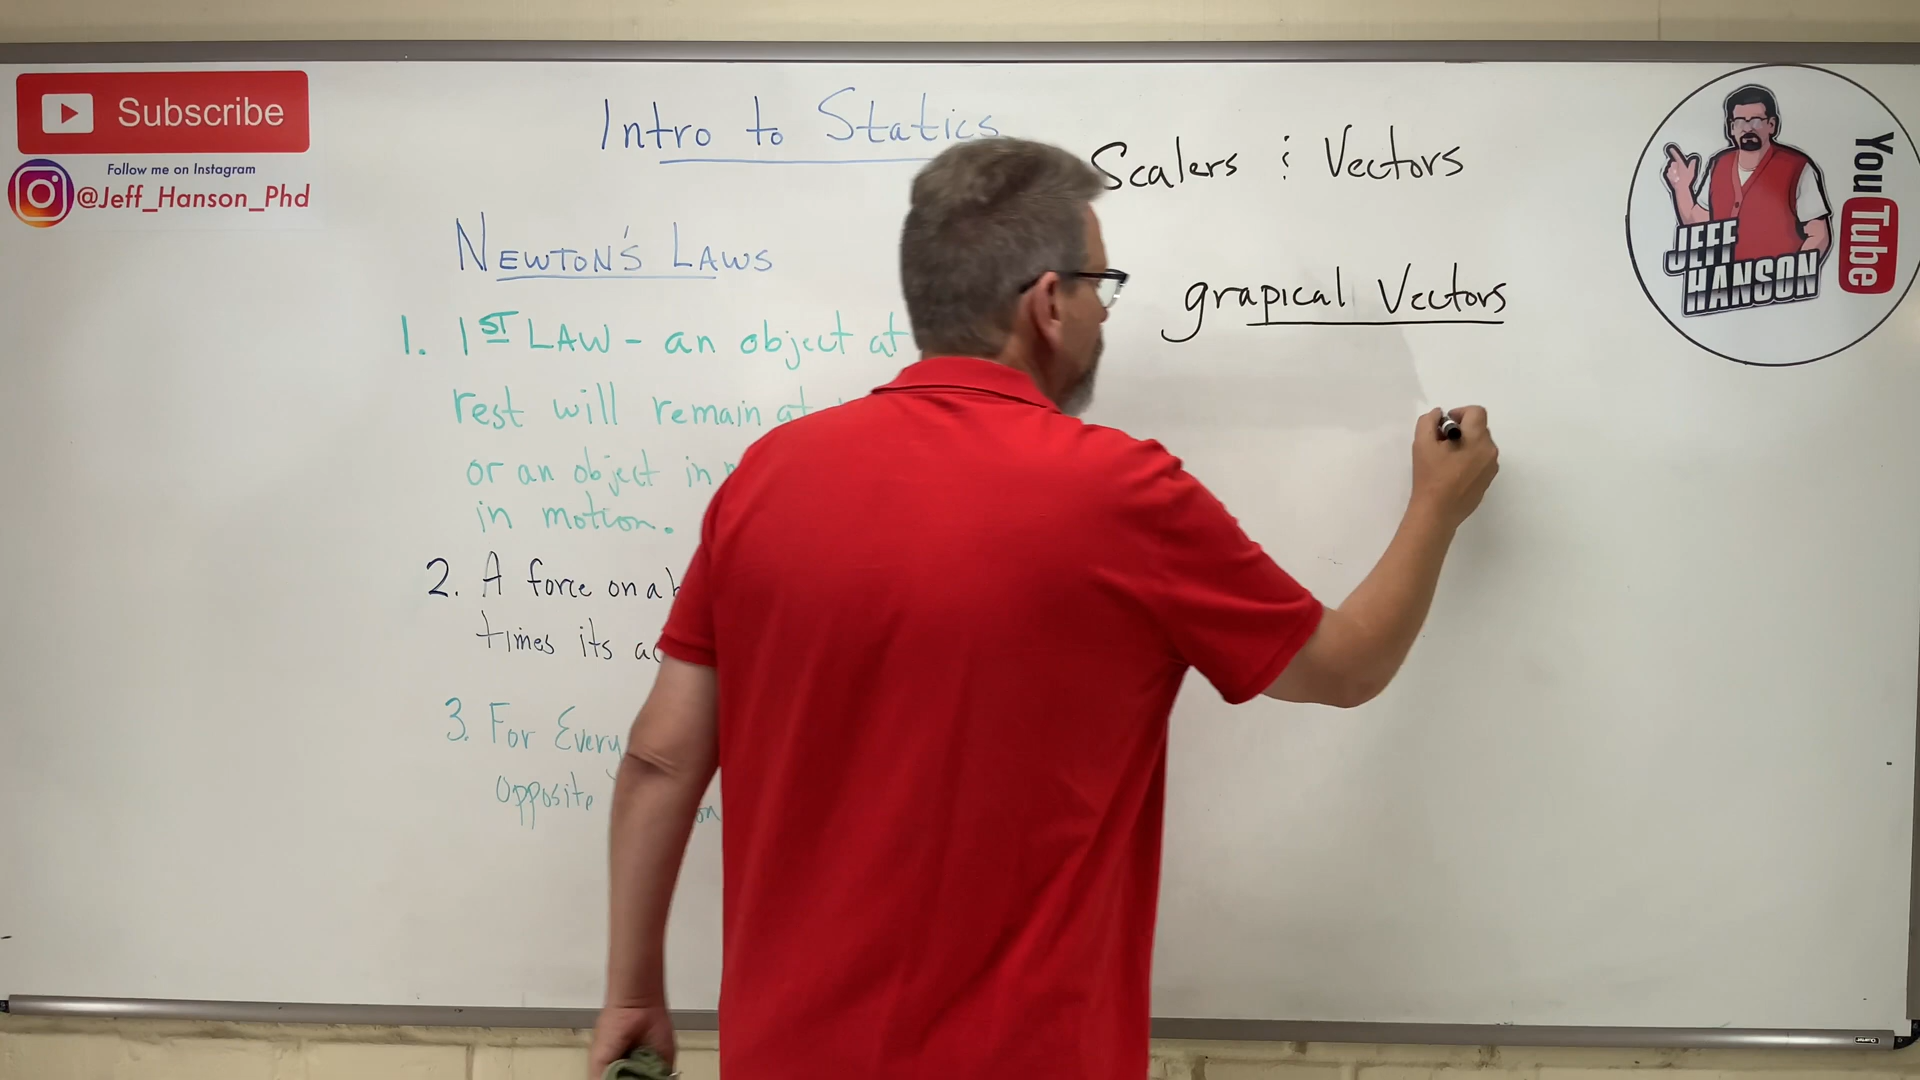 Subscribe
Follow me on Instagram
@Jeff_Hanson_Phd
Intro to Statics
NEWTON'S LAWS
1. 1ST LAW - an object at
rest will remain at
or an object in
in motion.
2. A force on a
times its
3. For Every
opposite
Scalers & Vectors
grapical Vectors
JEFF
HANSON
YouTube